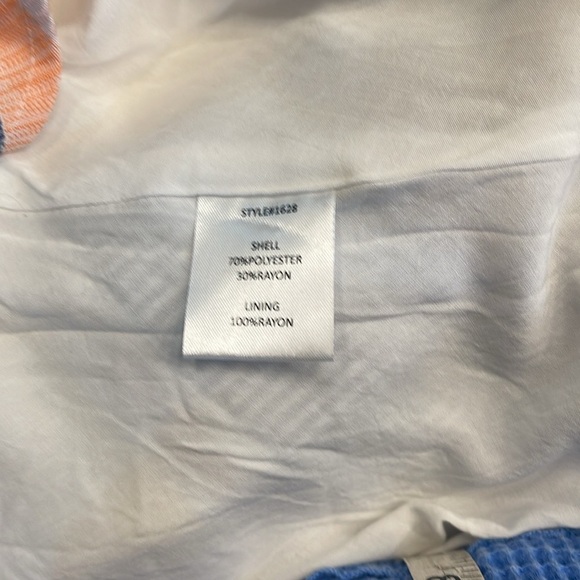 STYLE#1628
SHELL
70%POLYESTER
30%RAYON
LINING
100%RAYON